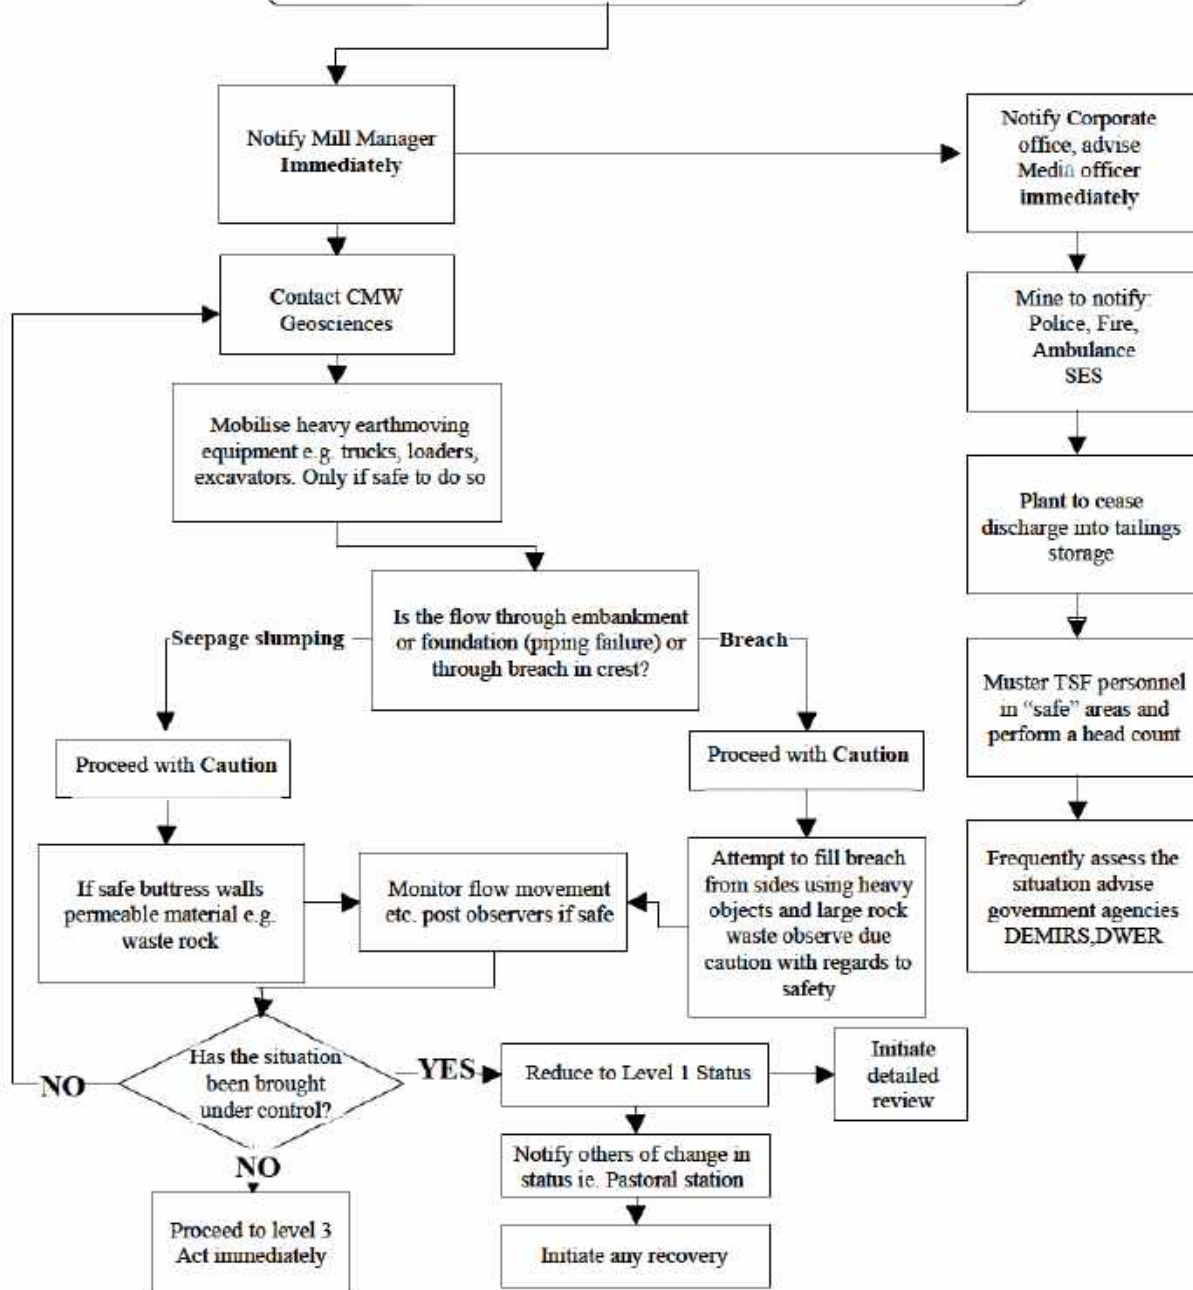 Notify Mill Manager
Immediately
Notify Corporate
office, advise
Media officer
immediately
Contact CMW
Geosciences
Mine to notify:
Police, Fire,
Ambulance
SES
Mobilise heavy earthmoving
equipment e.g. trucks, loaders,
excavators. Only if safe to do so
Plant to cease
discharge into tailings
storage
Is the flow through embankment
or foundation (piping failure) or
through breach in crest?
Seepage slumping
Breach
Muster TSF personnel
in “safe” areas and
perform a head count
Proceed with Caution
Proceed with Caution
If safe buttress walls
permeable material e.g.
waste rock
Monitor flow movement
etc. post observers if safe
Attempt to fill breach
from sides using heavy
objects and large rock
waste observe due
caution with regards to
safety
Frequently assess the
situation advise
government agencies
DEMIRS,DWER
Has the situation
been brought
under control?
NO
YES
Reduce to Level 1 Status
Initiate
detailed
review
NO
Notify others of change in
status ie. Pastoral station
Proceed to level 3
Act immediately
Initiate any recovery